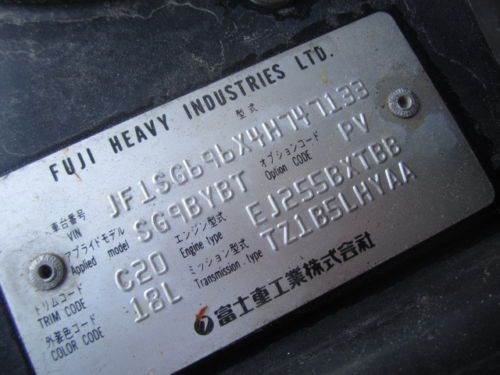 FUJI HEAVY INDUSTRIES LTD.
型式
車台番号
VIN
JF1SG696X4H747133
アプライドモデル
Applied model
SG9BYBT
オプションコード
Option CODE
PV
エンジン型式
Engine type
EJ255BXTBB
トリムコード
TRIM CODE
C20
ミッション型式
Transmission type
TZ1B5LHYAA
外装色コード
COLOR CODE
18L
富士重工業株式会社